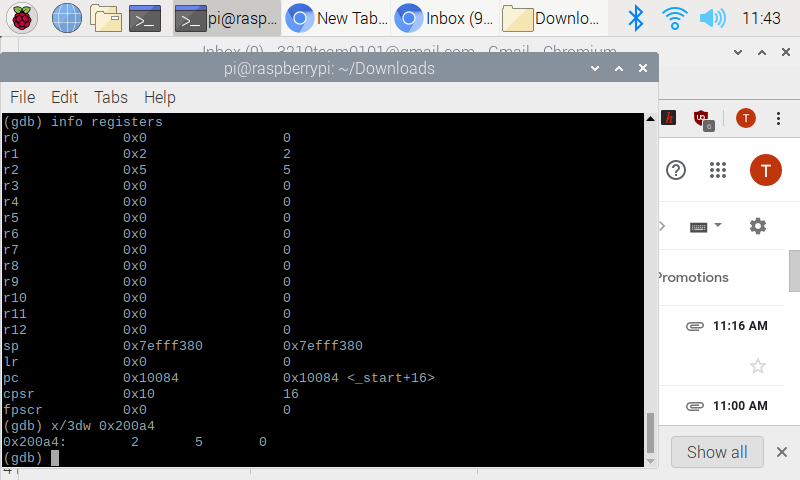 pi@rasp...
New Tab...
Inbox (9...
Downlo...
11:43
Inbox (9) - 3210team0101@gmail.com - Gmail - Chromium
pi@raspberrypi: ~/Downloads
File Edit Tabs Help
(gdb) info registers
r0 0x0 0
r1 0x2 2
r2 0x5 5
r3 0x0 0
r4 0x0 0
r5 0x0 0
r6 0x0 0
r7 0x0 0
r8 0x0 0
r9 0x0 0
r10 0x0 0
r11 0x0 0
r12 0x0 0
sp 0x7efff380 0x7efff380
lr 0x0 0
pc 0x10084 0x10084 <_start+16>
cpsr 0x10 16
fpscr 0x0 0
(gdb) x/3dw 0x200a4
0x200a4: 2 5 0
(gdb)
h
0
T
T
Promotions
11:16 AM
11:00 AM
Show all